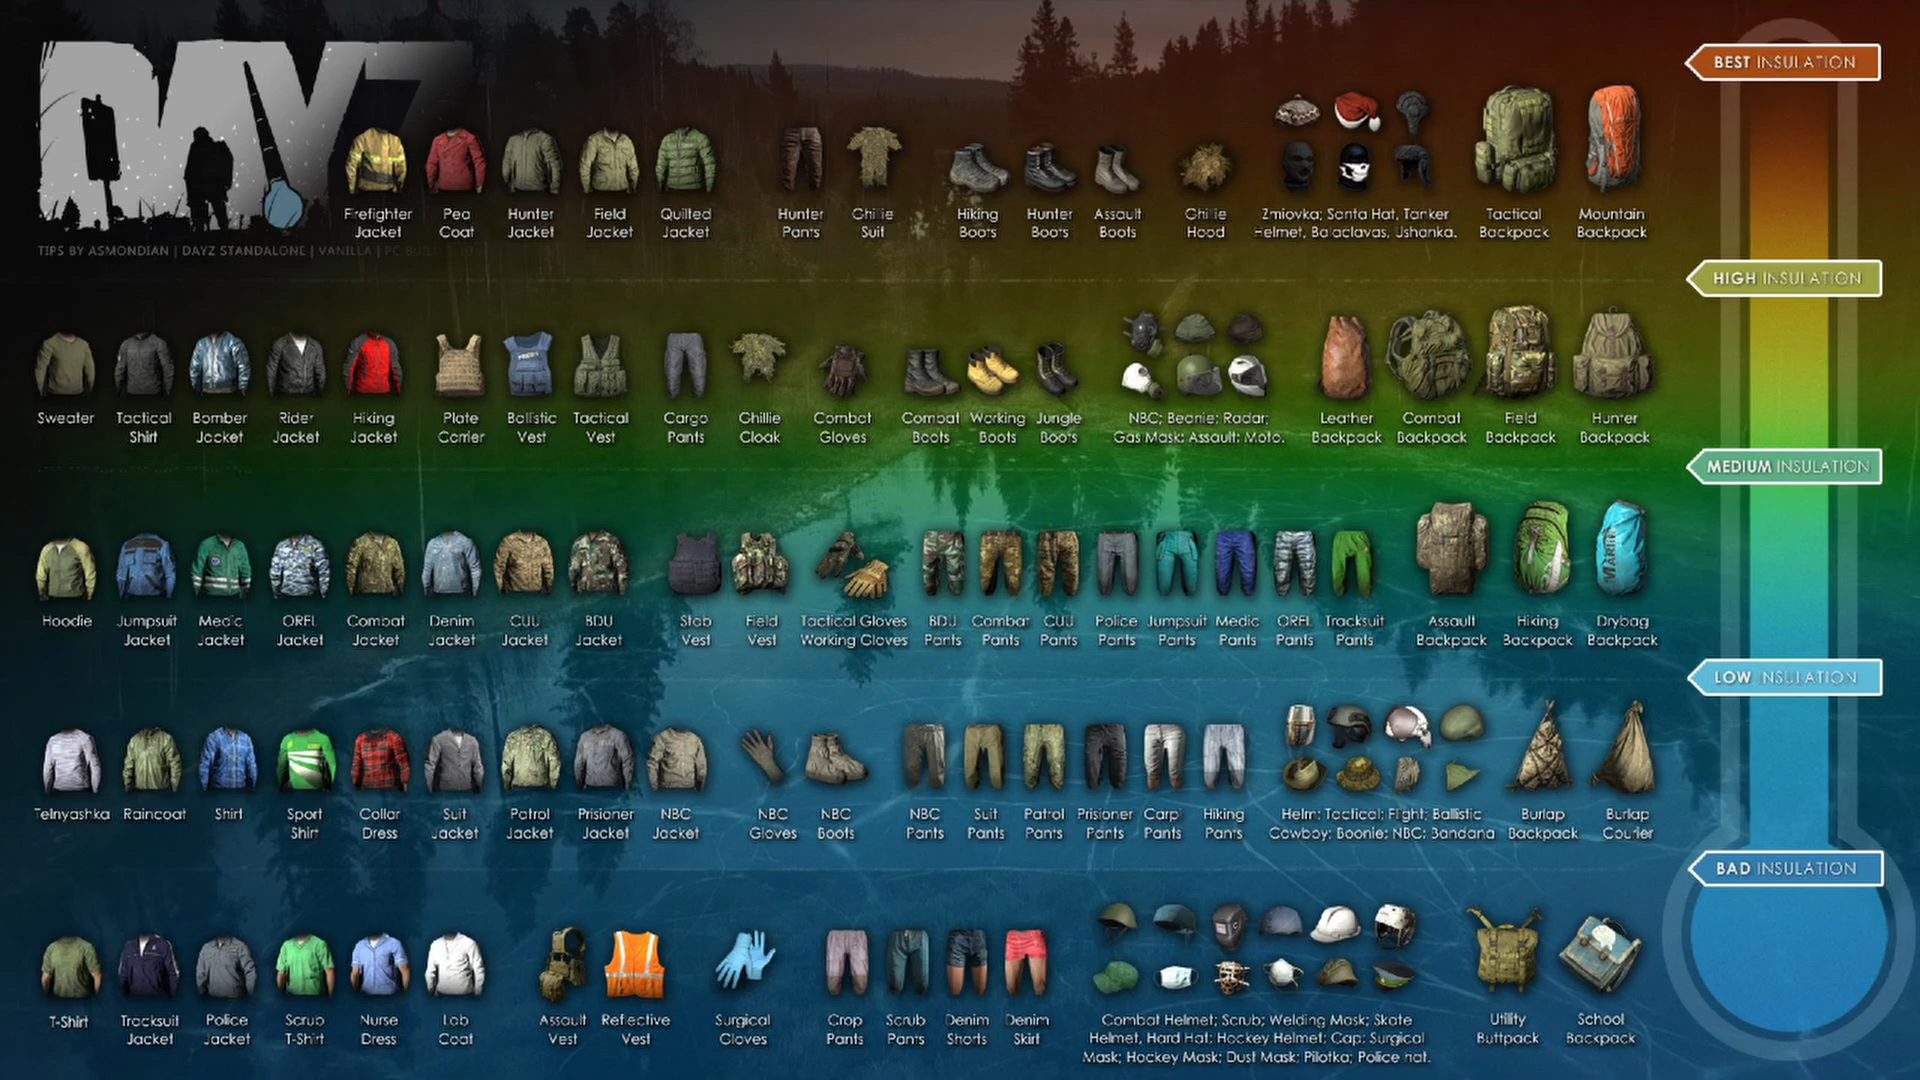 DAYZ
TIPS BY ASMONDIAN | DAYZ STANDALONE | VANILLA | PC BUILD
BEST INSULATION
Firefighter Jacket
Pea Coat
Hunter Jacket
Field Jacket
Quilted Jacket
Hunter Pants
Ghillie Suit
Hiking Boots
Hunter Boots
Assault Boots
Ghillie Hood
Zmiovka; Santa Hat, Tanker
Helmet, Balaclavas, Ushanka.
Tactical Backpack
Mountain Backpack
HIGH INSULATION
Sweater
Tactical Shirt
Bomber Jacket
Rider Jacket
Hiking Jacket
Plate Carrier
Ballistic Vest
Tactical Vest
Cargo Pants
Ghillie Cloak
Combat Gloves
Combat Boots
Working Boots
Jungle Boots
NBC; Beanie; Radar;
Gas Mask; Assault; Moto.
Leather Backpack
Combat Backpack
Field Backpack
Hunter Backpack
MEDIUM INSULATION
Hoodie
Jumpsuit Jacket
Medic Jacket
OREL Jacket
Combat Jacket
Denim Jacket
CUU Jacket
BDU Jacket
Stab Vest
Field Vest
Tactical Gloves
Working Gloves
BDU Pants
Combat Pants
CUU Pants
Police Pants
Jumpsuit Pants
Medic Pants
OREL Pants
Tracksuit Pants
Assault Backpack
Hiking Backpack
Drybag Backpack
LOW INSULATION
Telnyashka
Raincoat
Shirt
Sport Shirt
Collar Dress
Suit Jacket
Patrol Jacket
Prisioner Jacket
NBC Jacket
NBC Gloves
NBC Boots
NBC Pants
Suit Pants
Patrol Pants
Prisioner Pants
Carp Pants
Hiking Pants
Helm; Tactical; Flight; Ballistic
Cowboy; Boonie; NBC; Bandana
Burlap Backpack
Burlap Courier
BAD INSULATION
T-Shirt
Tracksuit Jacket
Police Jacket
Scrub T-Shirt
Nurse Dress
Lab Coat
Assault Vest
Reflective Vest
Surgical Gloves
Crop Pants
Scrub Pants
Denim Shorts
Denim Skirt
Combat Helmet; Scrub; Welding Mask; Skate
Helmet, Hard Hat; Hockey Helmet; Cap; Surgical
Mask; Hockey Mask; Dust Mask; Pilotka; Police hat.
Utility Buttpack
School Backpack